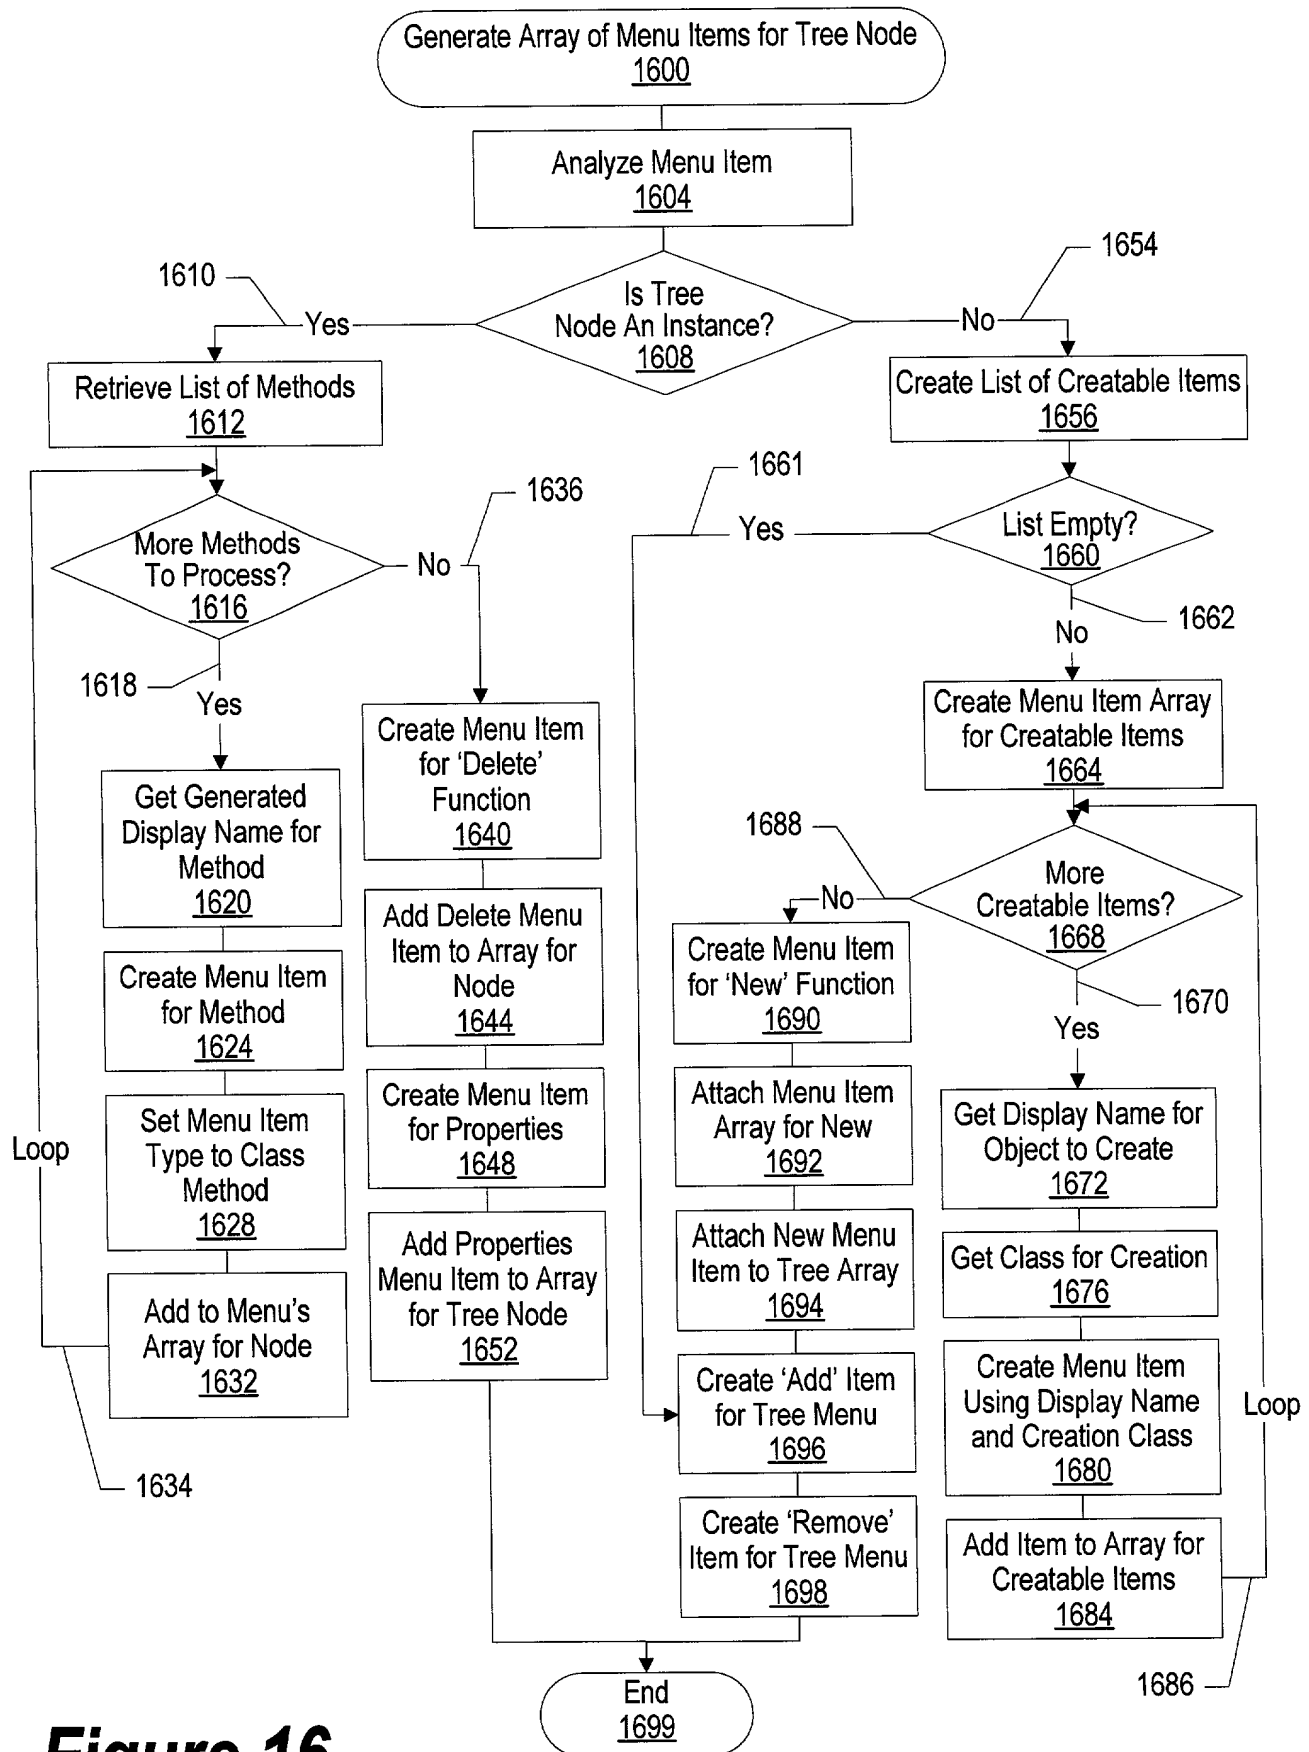 Generate Array of Menu Items for Tree Node
1600
Analyze Menu Item
1604
1610
1654
Is Tree
Node An Instance?
1608
Yes
No
Retrieve List of Methods
1612
Create List of Creatable Items
1656
1661
1636
Yes
List Empty?
1660
More Methods
To Process?
1616
No
1662
No
1618
Yes
Create Menu Item Array
for Creatable Items
1664
Create Menu Item
for ‘Delete’
Function
1640
Get Generated
Display Name for
Method
1620
1688
More
Creatable Items?
1668
No
Add Delete Menu
Item to Array for
Node
1644
Create Menu Item
for ‘New’ Function
1690
Create Menu Item
for Method
1624
1670
Yes
Create Menu Item
for Properties
1648
Attach Menu Item
Array for New
1692
Get Display Name for
Object to Create
1672
Set Menu Item
Type to Class
Method
1628
Loop
Add Properties
Menu Item to Array
for Tree Node
1652
Attach New Menu
Item to Tree Array
1694
Get Class for Creation
1676
Add to Menu’s
Array for Node
1632
Create ‘Add’ Item
for Tree Menu
1696
Create Menu Item
Using Display Name
and Creation Class
1680
Loop
1634
Create ‘Remove’
Item for Tree Menu
1698
Add Item to Array for
Creatable Items
1684
1686
End
1699
Figure 16